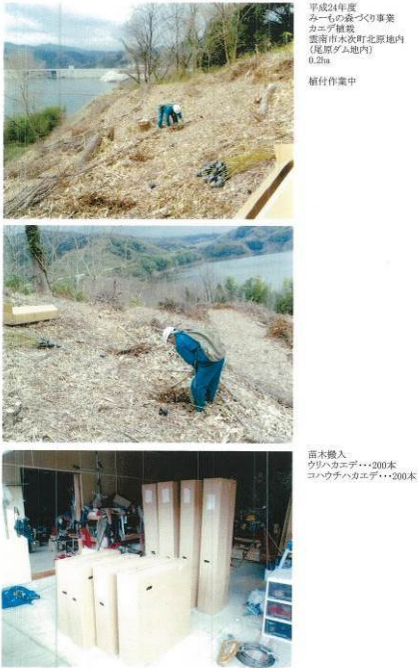 平成24年度
みーもの森づくり事業
カエデ植栽
雲南市木次町北原地内
(尾原ダム地内)
0.2ha
植付作業中
苗木搬入
ウリハカエデ・・・200本
コハウチハカエデ・・・200本